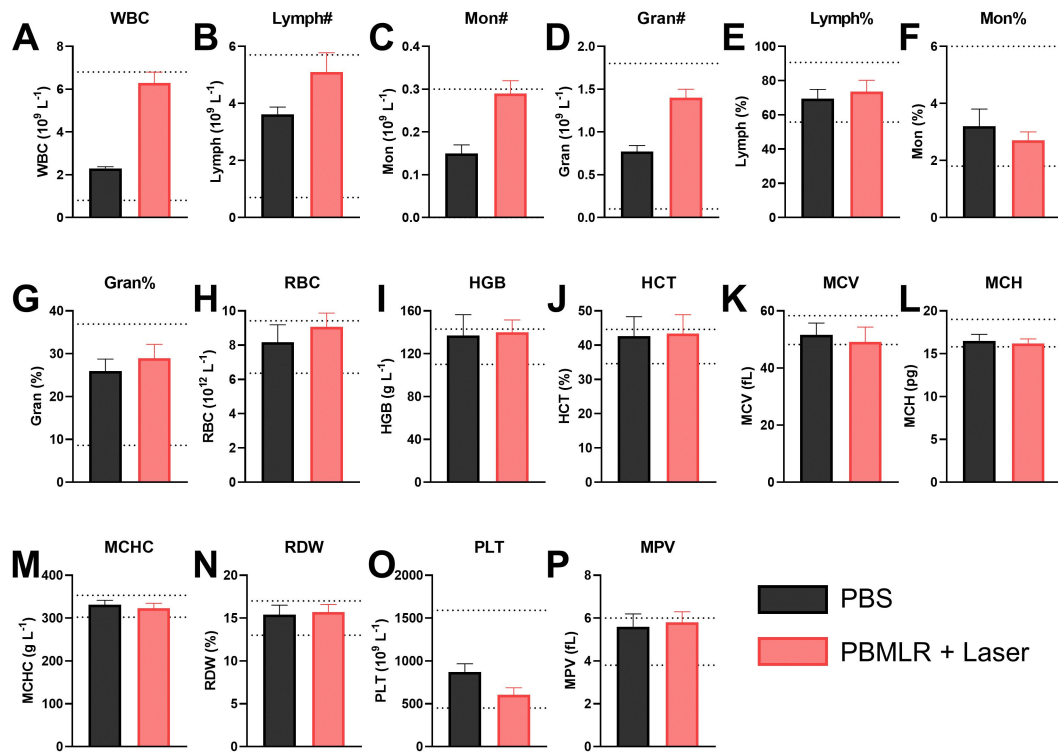 A
WBC
WBC (10⁹ L⁻¹)
8
6
4
2
0
B
Lymph#
Lymph (10⁹ L⁻¹)
6
4
2
0
C
Mon#
Mon (10⁹ L⁻¹)
0.4
0.3
0.2
0.1
0.0
D
Gran#
Gran (10⁹ L⁻¹)
2.0
1.5
1.0
0.5
0.0
E
Lymph%
Lymph (%)
100
80
60
40
20
0
F
Mon%
Mon (%)
6
4
2
0
G
Gran%
Gran (%)
40
30
20
10
0
H
RBC
RBC (10¹² L⁻¹)
10
8
6
4
2
0
I
HGB
HGB (g L⁻¹)
160
120
80
40
0
J
HCT
HCT (%)
50
40
30
20
10
0
K
MCV
MCV (fL)
60
40
20
0
L
MCH
MCH (pg)
20
15
10
5
0
M
MCHC
MCHC (g L⁻¹)
400
300
200
100
0
N
RDW
RDW (%)
20
15
10
5
0
O
PLT
PLT (10⁹ L⁻¹)
2000
1500
1000
500
0
P
MPV
MPV (fL)
8
6
4
2
0
PBS
PBMLR + Laser